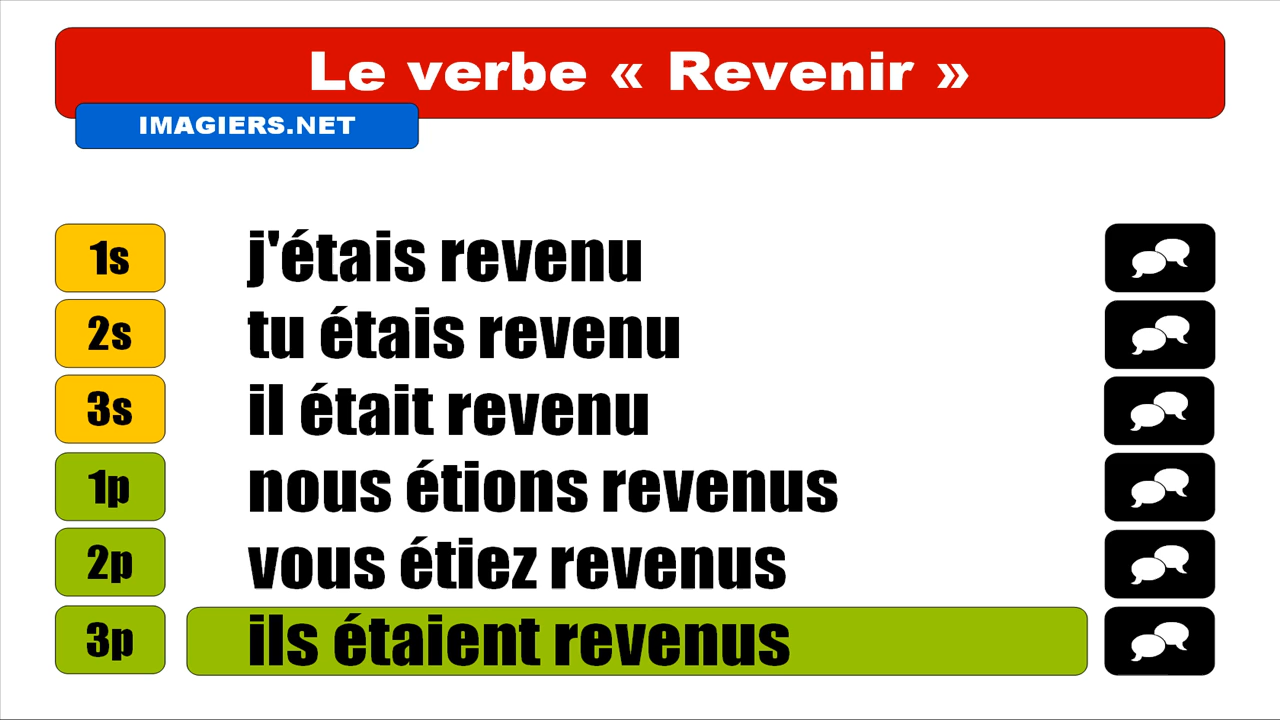 Le verbe « Revenir »
IMAGIERS.NET
1s j'étais revenu
2s tu étais revenu
3s il était revenu
1p nous étions revenus
2p vous étiez revenus
3p ils étaient revenus